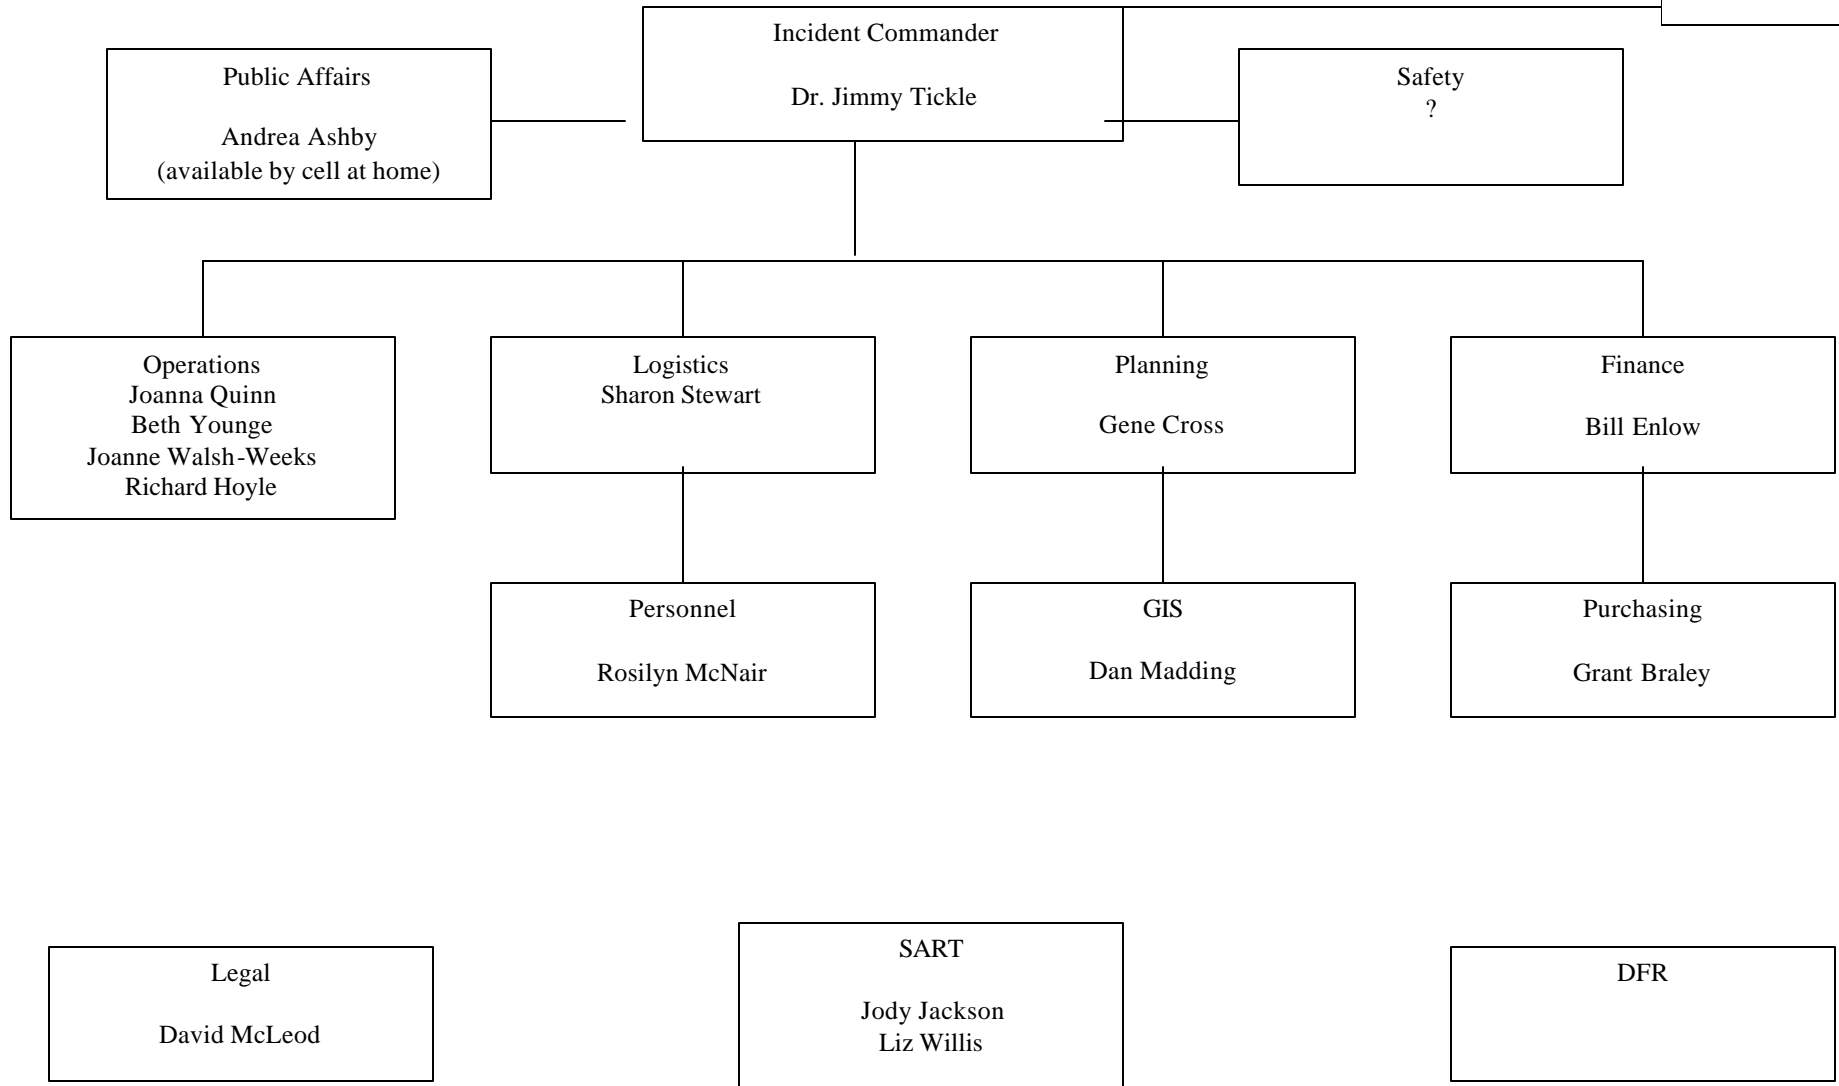 Incident Commander
Dr. Jimmy Tickle
Public Affairs
Andrea Ashby
(available by cell at home)
Safety
?
Operations
Joanna Quinn
Beth Younge
Joanne Walsh-Weeks
Richard Hoyle
Logistics
Sharon Stewart
Planning
Gene Cross
Finance
Bill Enlow
Personnel
Rosilyn McNair
GIS
Dan Madding
Purchasing
Grant Braley
Legal
David McLeod
SART
Jody Jackson
Liz Willis
DFR